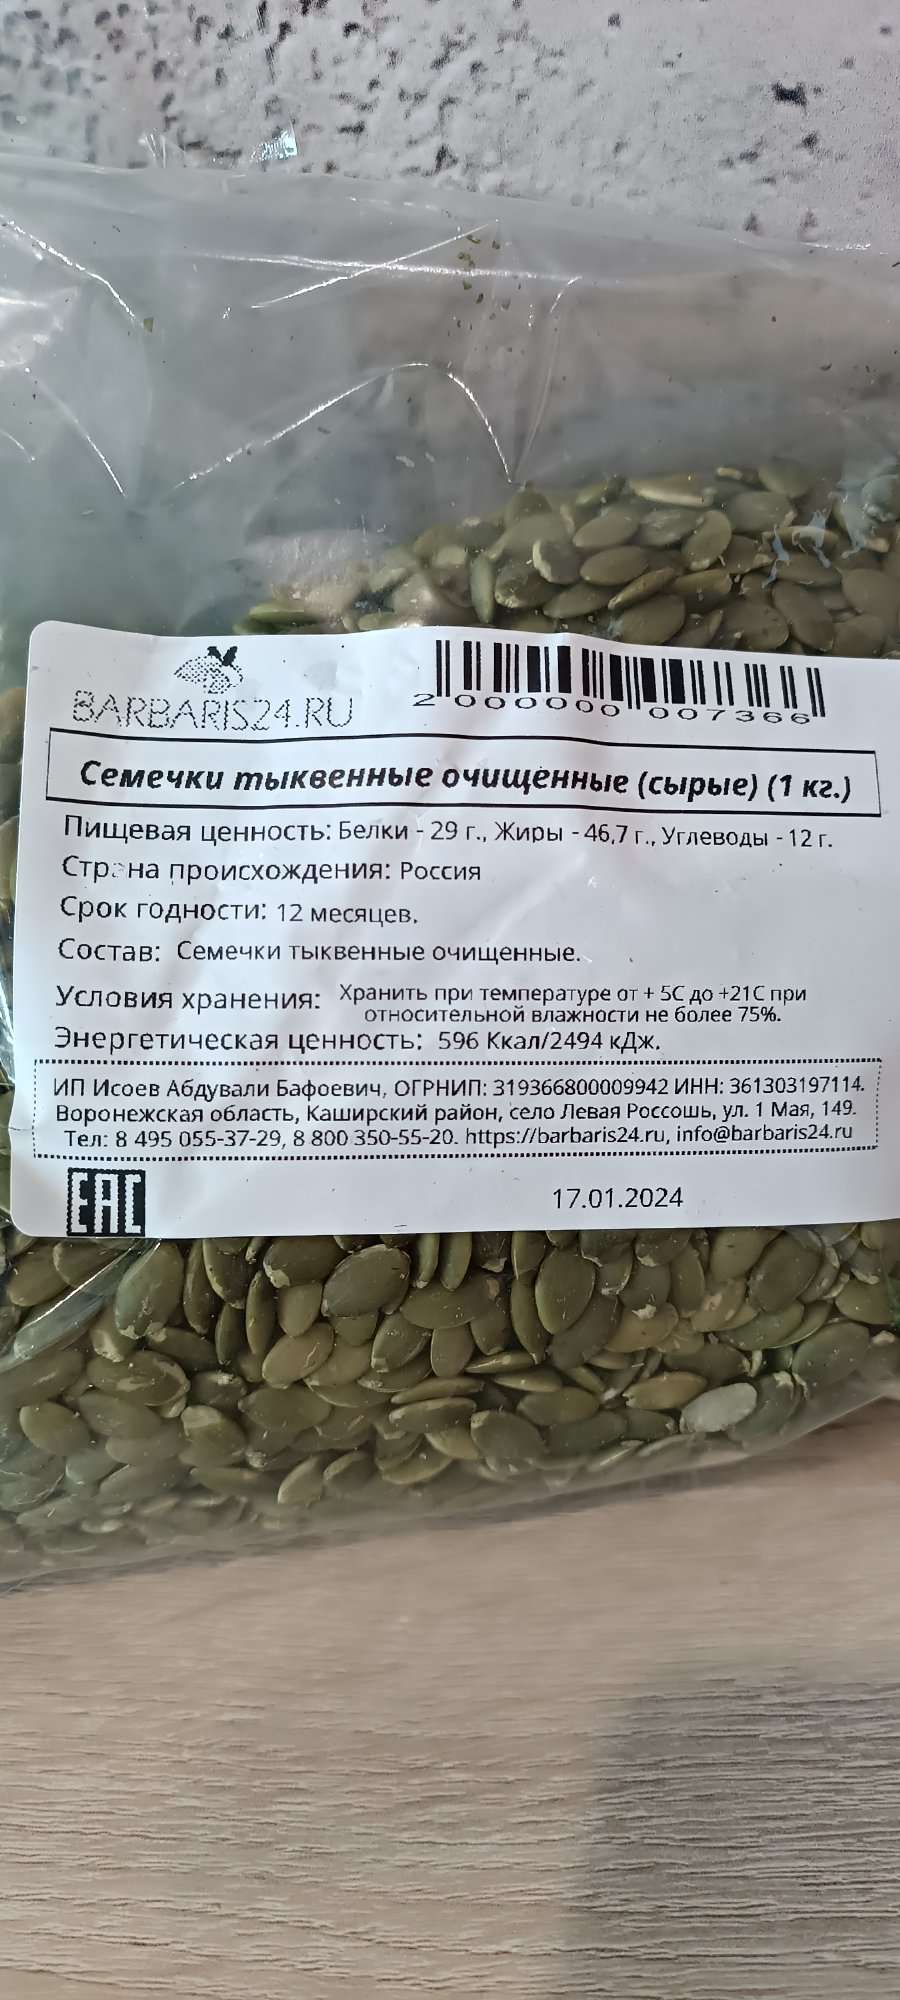 BARBARIS24.RU
2 000000 007366
Семечки тыквенные очищенные (сырые) (1 кг.)
Пищевая ценность: Белки - 29 г., Жиры - 46,7 г., Углеводы - 12 г.
Страна происхождения: Россия
Срок годности: 12 месяцев.
Состав: Семечки тыквенные очищенные.
Условия хранения: Хранить при температуре от + 5С до +21С при
относительной влажности не более 75%.
Энергетическая ценность: 596 Ккал/2494 кДж.
ИП Исоев Абдували Бафоевич, ОГРНИП: 319366800009942 ИНН: 361303197114.
Воронежская область, Каширский район, село Левая Россошь, ул. 1 Мая, 149.
Тел: 8 495 055-37-29, 8 800 350-55-20. https://barbaris24.ru, info@barbaris24.ru
EAC
17.01.2024